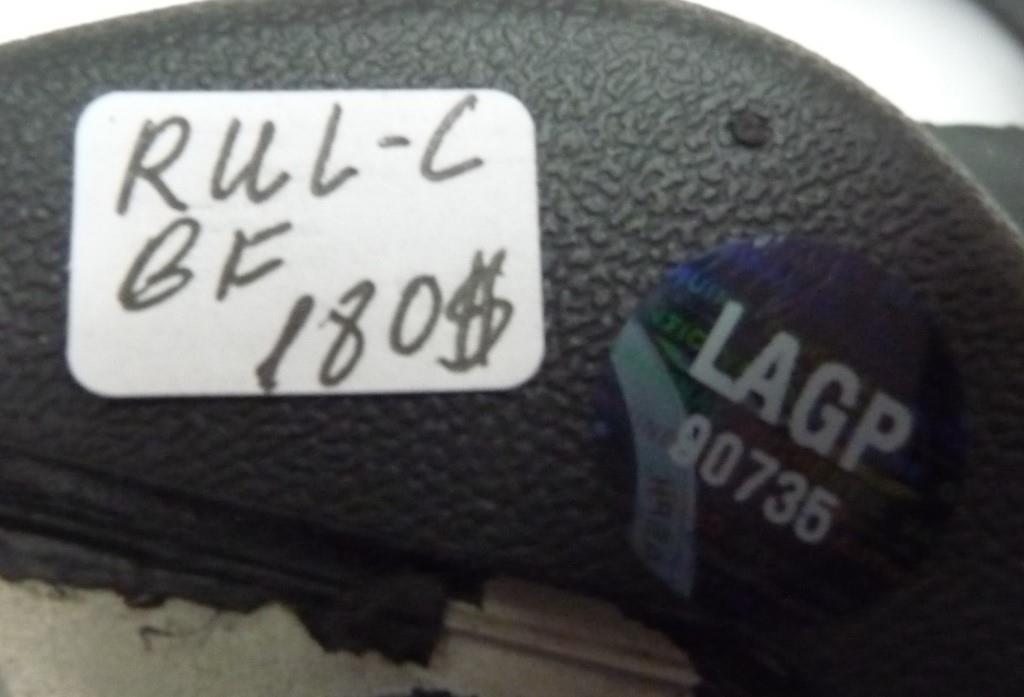 RUL-C
BF
180$
LAGP
90735